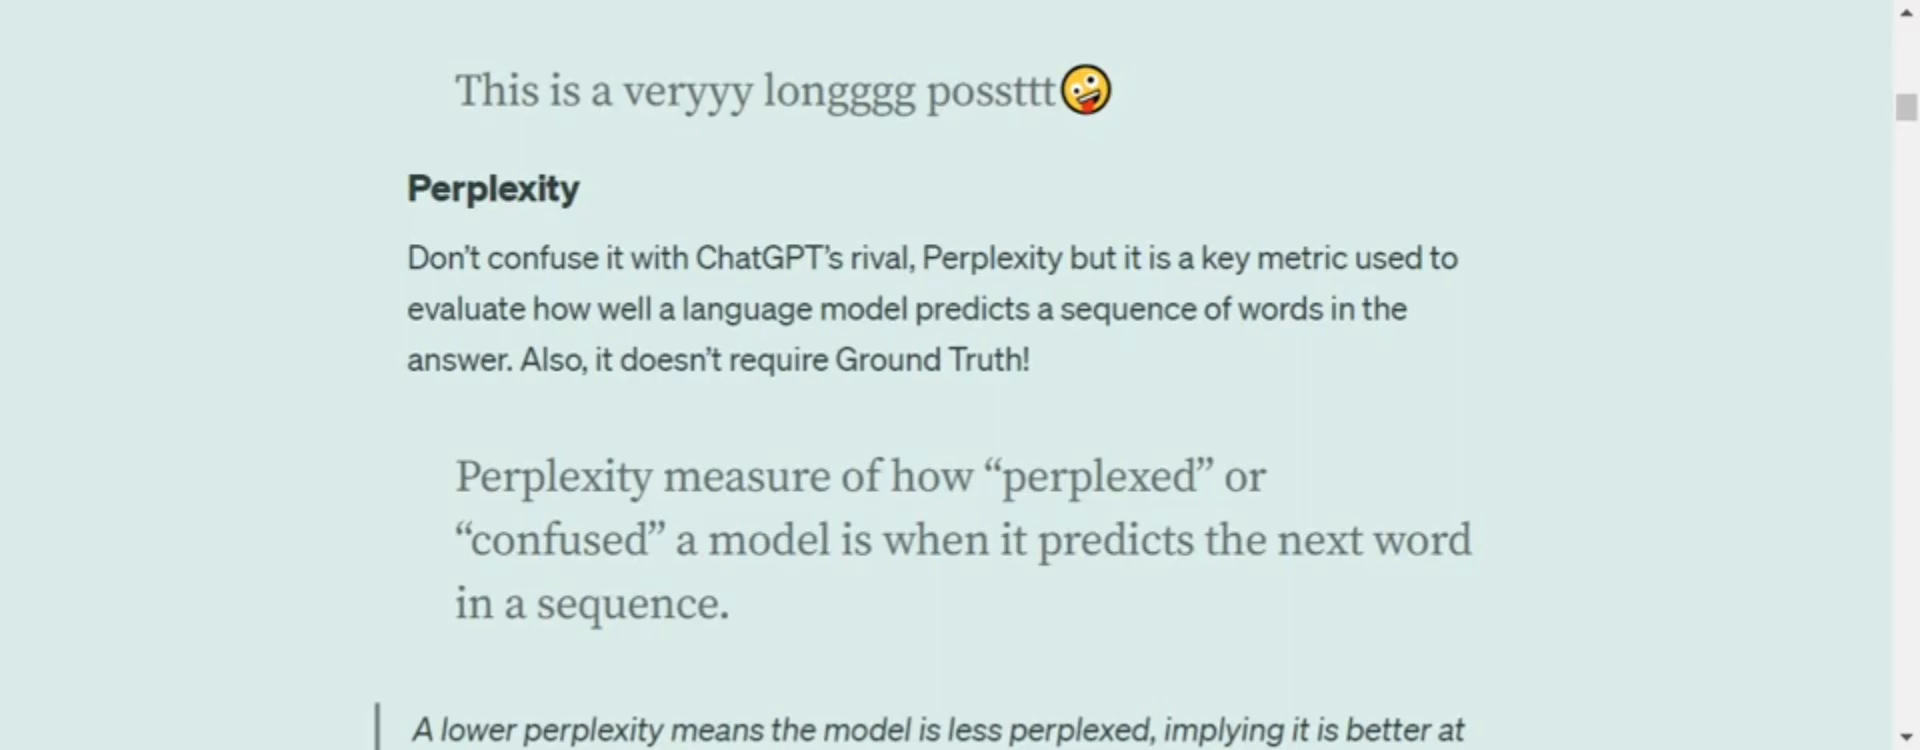 This is a veryyy longggg possttt🤪
Perplexity
Don’t confuse it with ChatGPT’s rival, Perplexity but it is a key metric used to
evaluate how well a language model predicts a sequence of words in the
answer. Also, it doesn’t require Ground Truth!
Perplexity measure of how “perplexed” or
“confused” a model is when it predicts the next word
in a sequence.
A lower perplexity means the model is less perplexed, implying it is better at